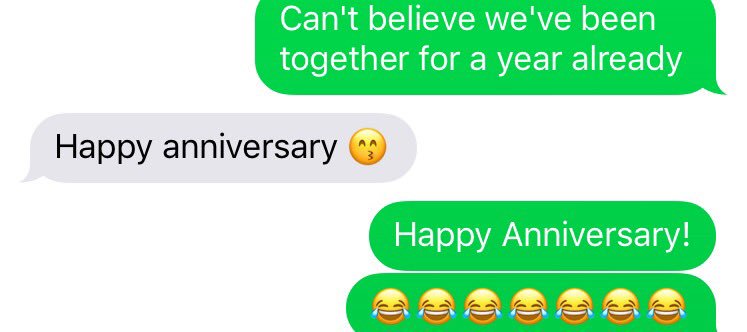 Can't believe we've been
together for a year already
Happy anniversary 😙
Happy Anniversary!
😂😂😂😂😂😂😂